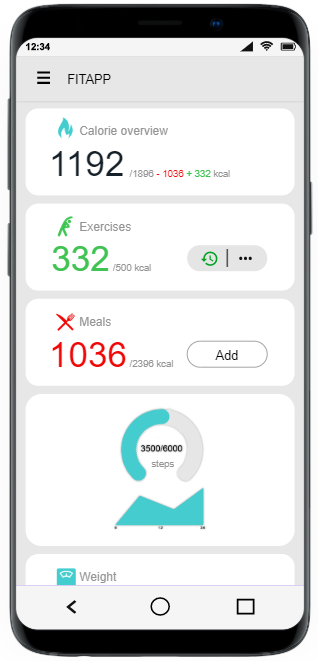 12:34
FITAPP
Calorie overview
1192 /1896 - 1036 + 332 kcal
Exercises
332 /500 kcal
Meals
1036 /2396 kcal
Add
3500/6000
steps
Weight